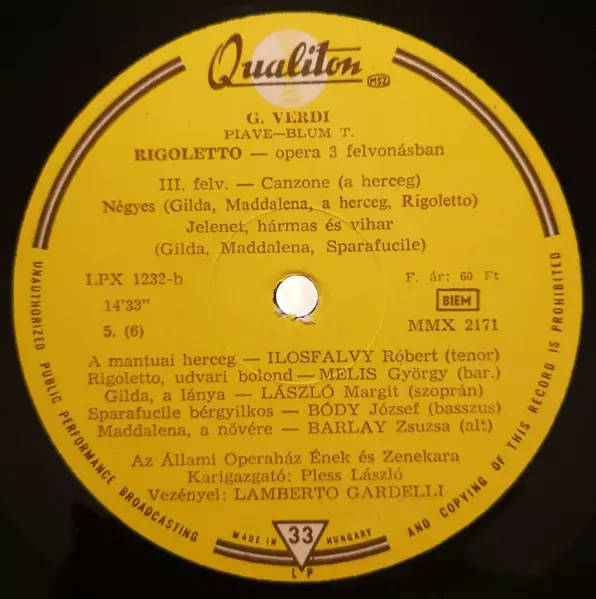 Qualiton
MSZ
G. VERDI
PIAVE—BLUM T.
RIGOLETTO — opera 3 felvonásban
III. felv. — Canzone (a herceg)
Négyes (Gilda, Maddalena, a herceg, Rigoletto)
Jelenet, hármas és vihar
(Gilda, Maddalena, Sparafucile)
LPX 1232-b
F. ár: 60 Ft
14'33"
BIEM
5. (6)
MMX 2171
A mantuai herceg — ILOSFALVY Róbert (tenor)
Rigoletto, udvari bolond — MELIS György (bar.)
Gilda, a lánya — LÁSZLÓ Margit (szoprán)
Sparafucile bérgyilkos — BÓDY József (basszus)
Maddalena, a nővére — BARLAY Zsuzsa (alt)
Az Állami Operaház Ének és Zenekara
Karigazgató: Pless László
Vezényel: LAMBERTO GARDELLI
UNAUTHORIZED PUBLIC PERFORMANCE BROADCASTING AND COPYING OF THIS RECORD IS PROHIBITED
MADE IN HUNGARY
33
LP